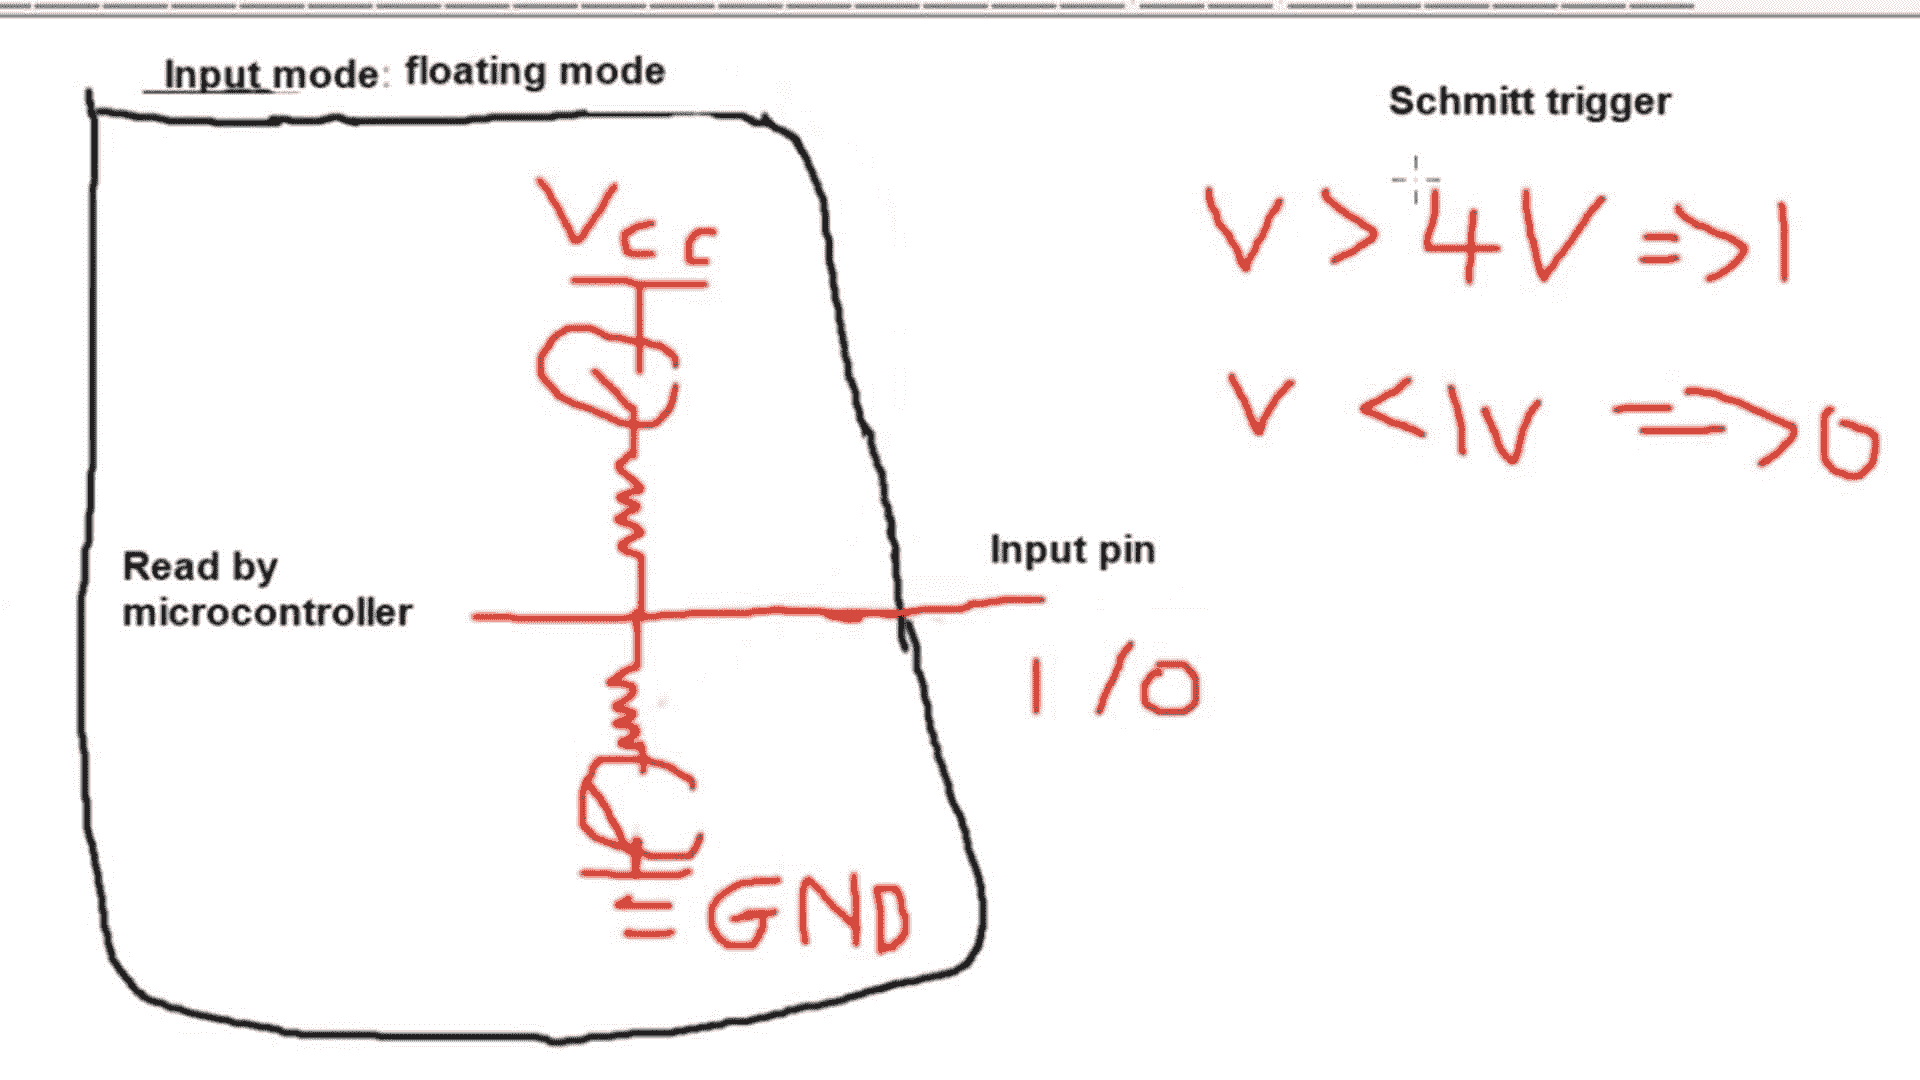 Input mode: floating mode
Schmitt trigger
Vcc
V > 4V => 1
V < 1V => 0
Input pin
Read by
microcontroller
1/0
GND